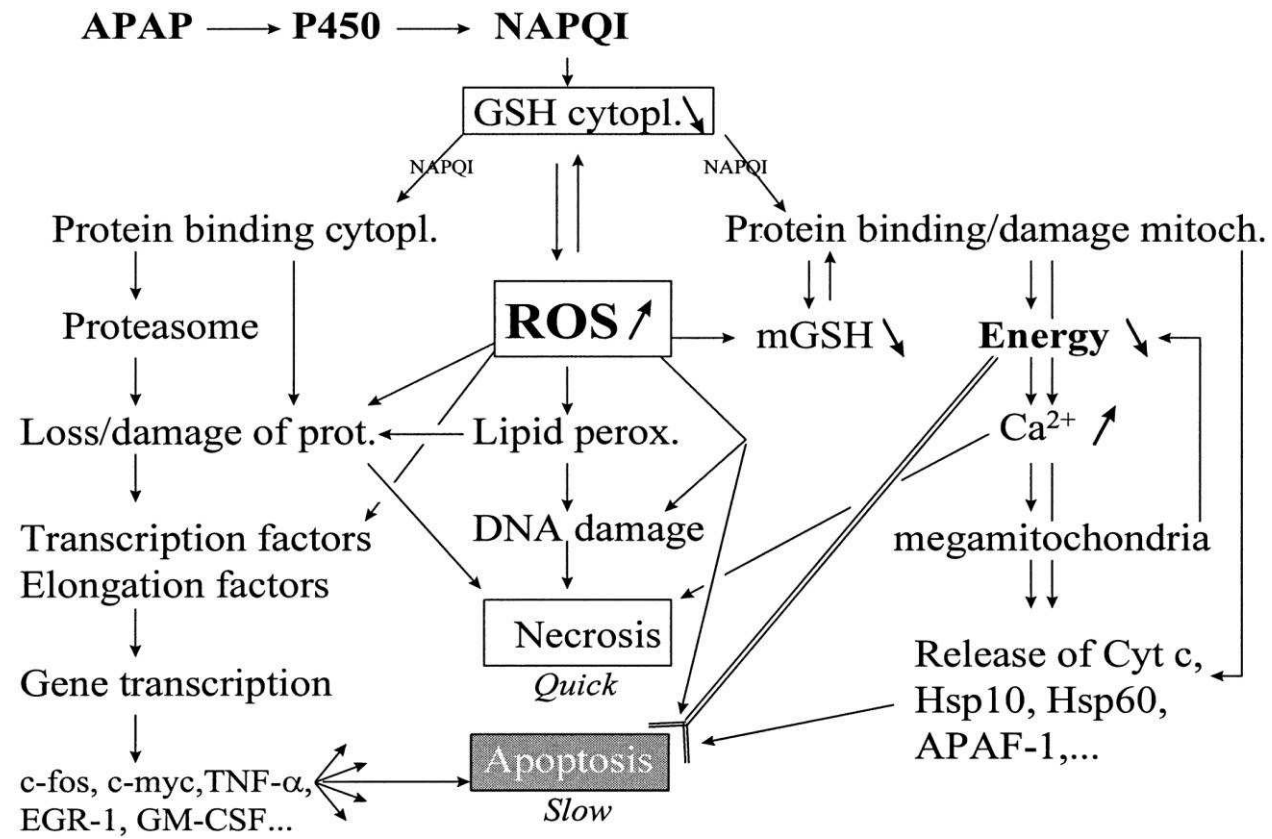 APAP P450 NAPQI
GSH cytopl.
NAPQI NAPQI
Protein binding cytopl. Protein binding/damage mitoch.
Proteasome ROS mGSH Energy
Loss/damage of prot. Lipid perox. Ca²⁺
Transcription factors DNA damage megamitochondria
Elongation factors
Necrosis
Quick
Gene transcription Release of Cyt c,
Hsp10, Hsp60,
APAF-1,...
Apoptosis
Slow
c-fos, c-myc,TNF-α,
EGR-1, GM-CSF...